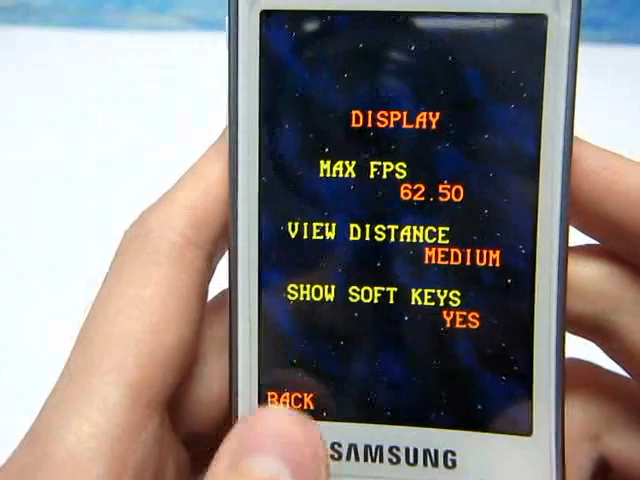 DISPLAY
MAX FPS
62.50
VIEW DISTANCE
MEDIUM
SHOW SOFT KEYS
YES
BACK
SAMSUNG